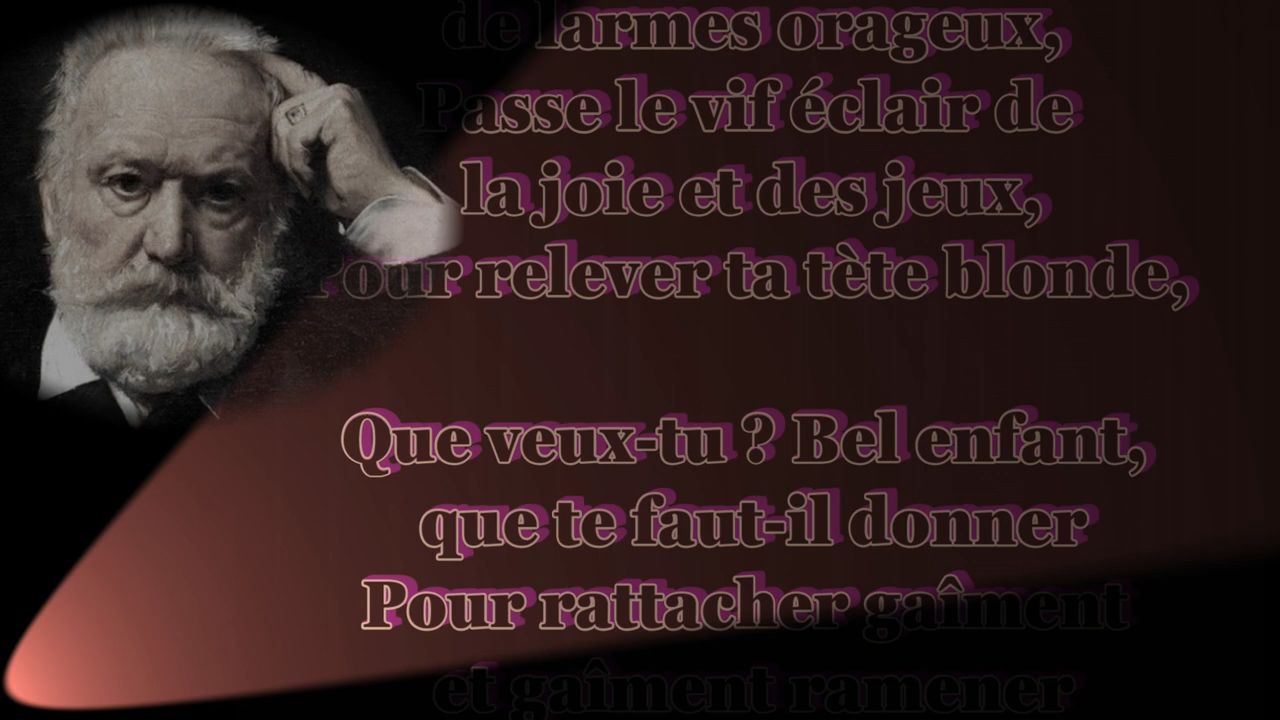 de larmes orageux,
Passe le vif éclair de
la joie et des jeux,
Pour relever ta tète blonde,
Que veux-tu ? Bel enfant,
que te faut-il donner
Pour rattacher gaîment
et gaîment ramener